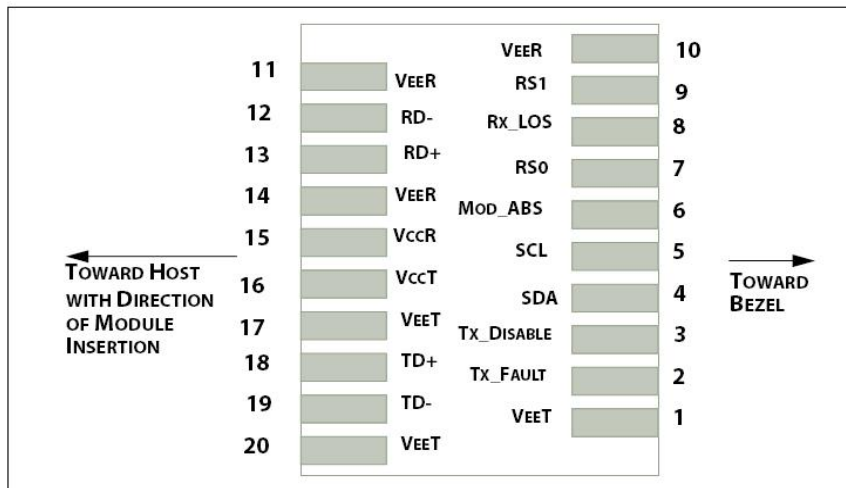 11 VEER
12 RD-
13 RD+
14 VEER
15 VCCR
16 VCCT
17 VEET
18 TD+
19 TD-
20 VEET
VEER 10
RS1 9
RX_LOS 8
RS0 7
MOD_ABS 6
SCL 5
SDA 4
TX_DISABLE 3
TX_FAULT 2
VEET 1
TOWARD HOST
WITH DIRECTION
OF MODULE
INSERTION
TOWARD
BEZEL